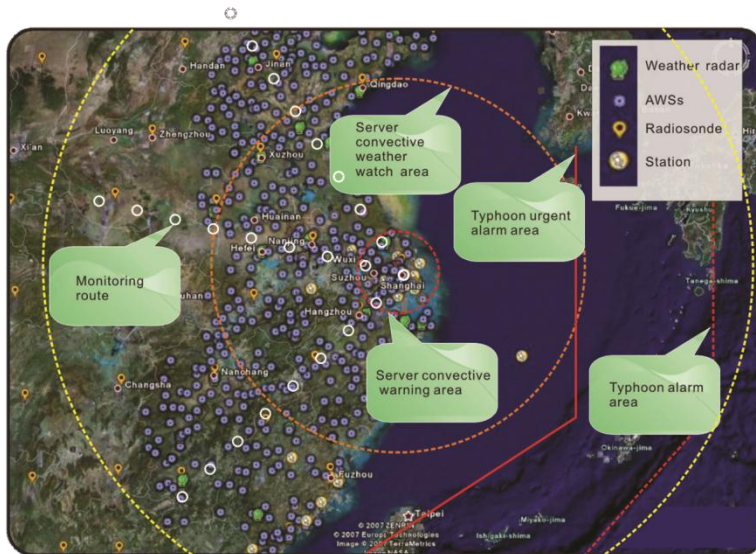 Weather radar
AWSs
Radiosonde
Station
Handan
Jinan
Qingdao
Luoyang
Zhengzhou
Xi'an
Xuzhou
Server
convective
weather
watch area
Typhoon urgent
alarm area
Fukue-jima
Kyushu
Tanega-shima
Huainan
Nanjing
Hefei
Wuxi
Suzhou
Shanghai
Monitoring
route
Hangzhou
Server convective
warning area
Typhoon alarm
area
Nanchang
Changsha
Okinawa-jima
Fuzhou
Taipei
Miyako-jima
Ishigaki-shima
© 2007 ZENRIN
© 2007 Europa Technologies
Image © 2007 TerraMetrics
NASA